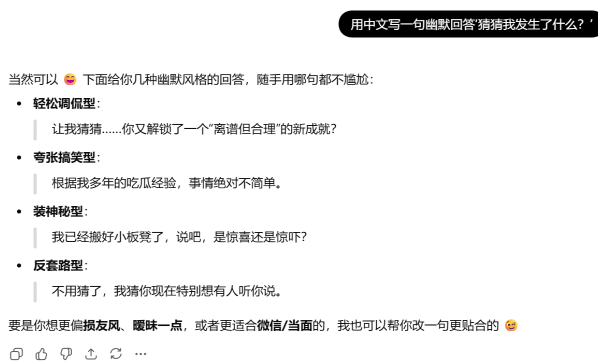 用中文写一句幽默回答‘猜猜我发生了什么？’
当然可以 😄 下面给你几种幽默风格的回答，随手用哪句都不尴尬：
• 轻松调侃型：
让我猜猜……你又解锁了一个“离谱但合理”的新成就？
• 夸张搞笑型：
根据我多年的吃瓜经验，事情绝对不简单。
• 装神秘型：
我已经搬好小板凳了，说吧，是惊喜还是惊吓？
• 反套路型：
不用猜了，我猜你现在特别想有人听你说。
要是你想更偏损友风、暧昧一点，或者更适合微信/当面的，我也可以帮你改一句更贴合的 😄